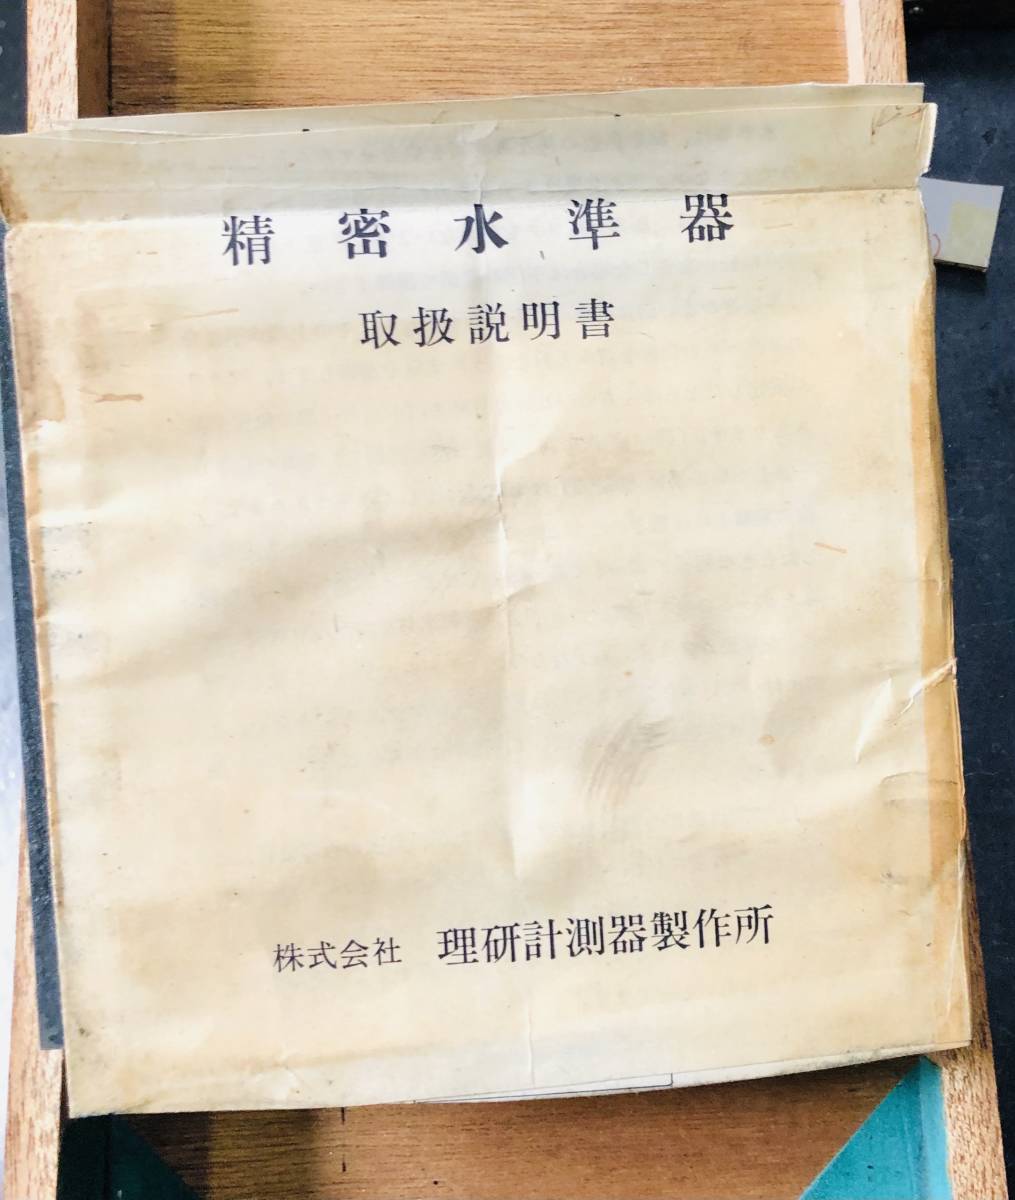 精密水準器
取扱説明書
株式会社 理研計測器製作所